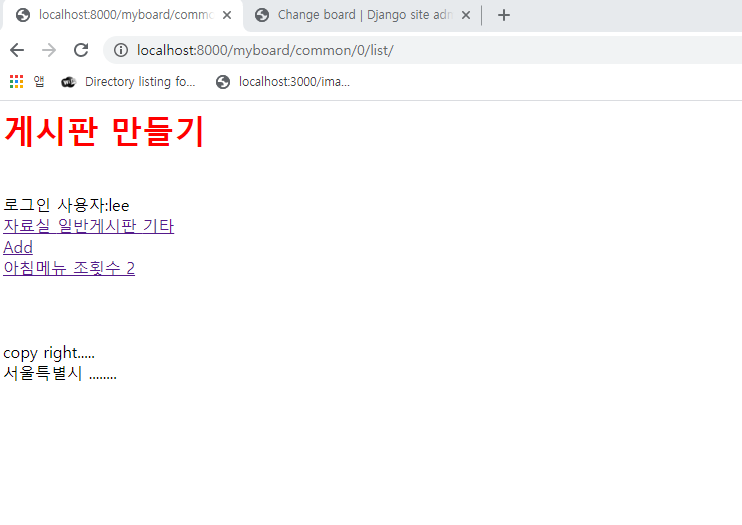 localhost:8000/myboard/commo
Change board | Django site adm
localhost:8000/myboard/common/0/list/
앱
Directory listing fo...
localhost:3000/ima...
게시판 만들기
로그인 사용자:lee
자료실 일반게시판 기타
Add
아침메뉴 조횟수 2
copy right.....
서울특별시 ........